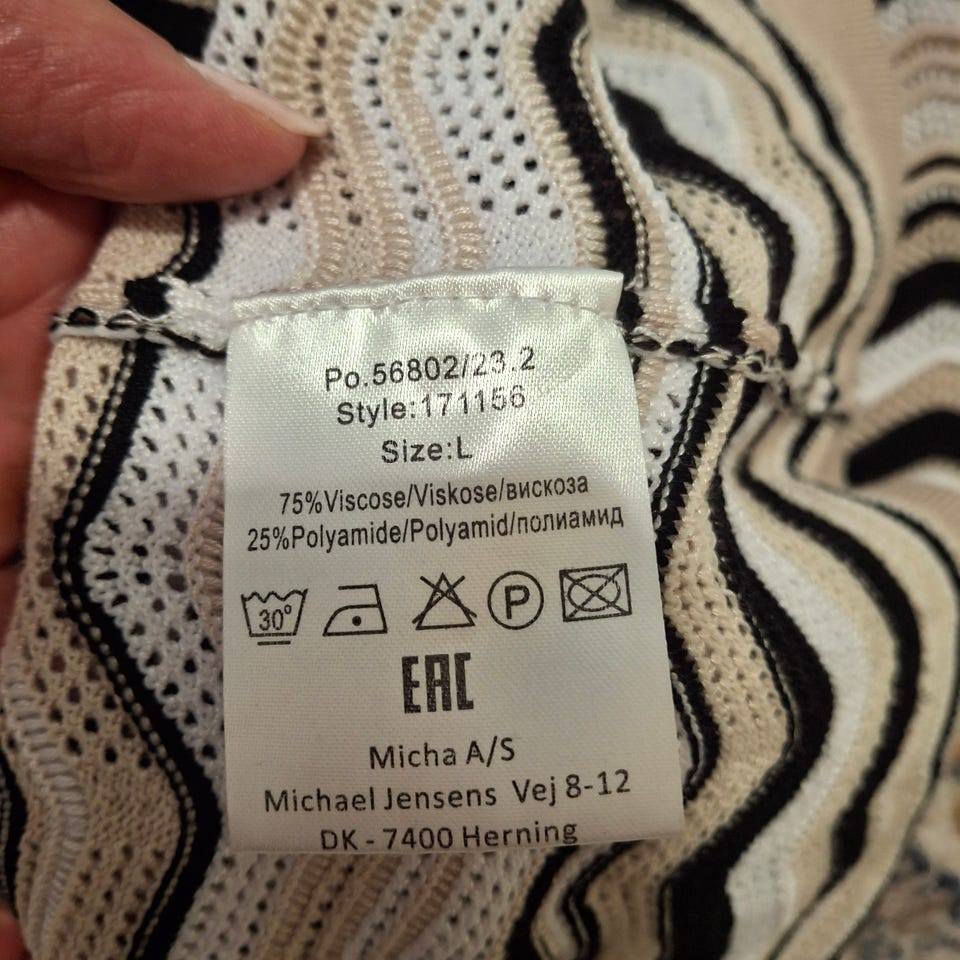 Po.56802/23.2
Style:171156
Size:L
75%Viscose/Viskose/вискоза
25%Polyamide/Polyamid/полиамид
30° P
EAC
Micha A/S
Michael Jensens Vej 8-12
DK - 7400 Herning